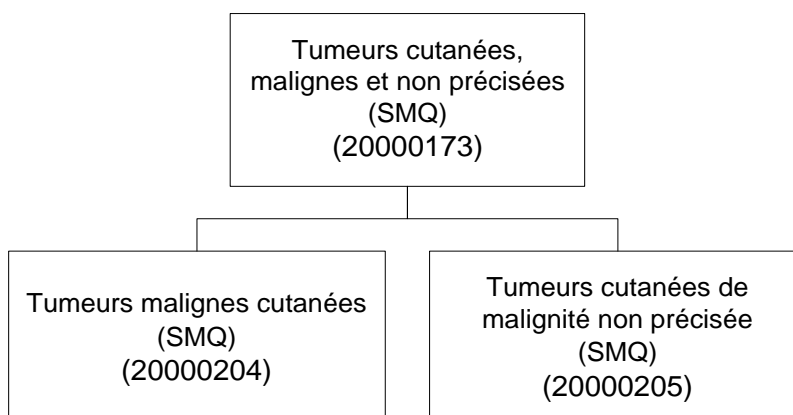 Tumeurs cutanées,
malignes et non précisées
(SMQ)
(20000173)
Tumeurs malignes cutanées
(SMQ)
(20000204)
Tumeurs cutanées de
malignité non précisée
(SMQ)
(20000205)